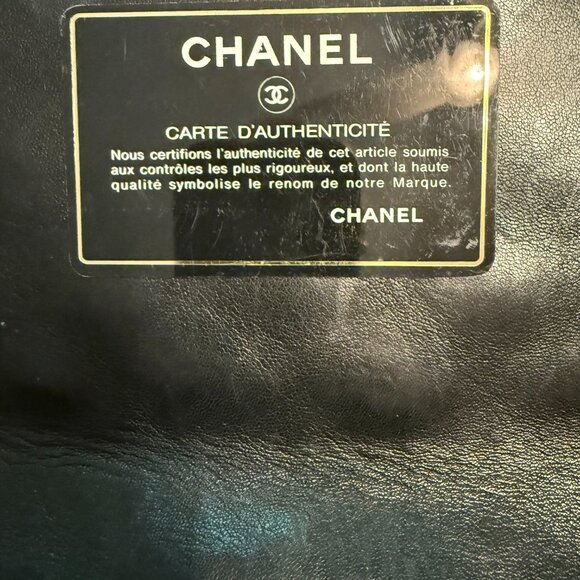 CHANEL
CARTE D'AUTHENTICITÉ
Nous certifions l'authenticité de cet article soumis
aux contrôles les plus rigoureux, et dont la haute
qualité symbolise le renom de notre Marque.
CHANEL